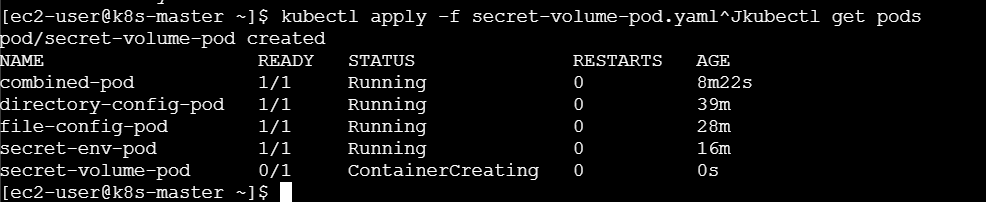 [ec2-user@k8s-master ~]$ kubectl apply -f secret-volume-pod.yaml^Jkubectl get pods
pod/secret-volume-pod created
NAME                   READY   STATUS              RESTARTS   AGE
combined-pod           1/1     Running             0          8m22s
directory-config-pod   1/1     Running             0          39m
file-config-pod        1/1     Running             0          28m
secret-env-pod         1/1     Running             0          16m
secret-volume-pod      0/1     ContainerCreating   0          0s
[ec2-user@k8s-master ~]$